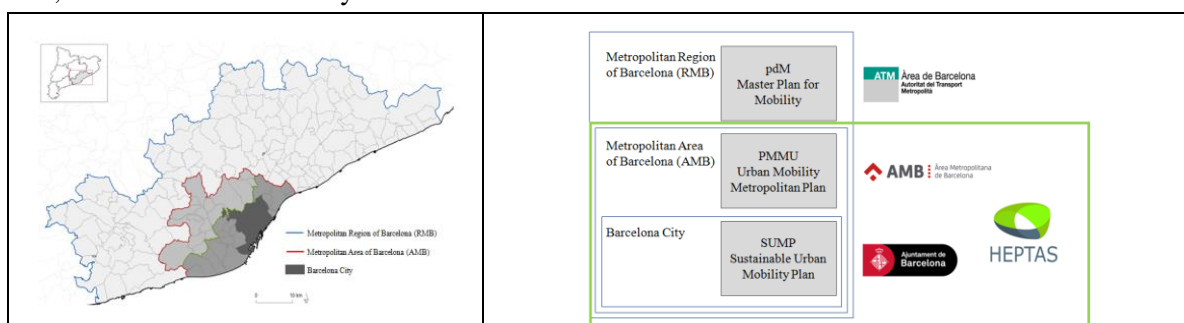 Metropolitan Region of Barcelona (RMB)
Metropolitan Area of Barcelona (AMB)
Barcelona City
0 10 km
Metropolitan Region
of Barcelona (RMB)
pdM
Master Plan for
Mobility
ATM
Àrea de Barcelona
Autoritat del Transport
Metropolità
Metropolitan Area
of Barcelona (AMB)
PMMU
Urban Mobility
Metropolitan Plan
AMB
Àrea Metropolitana
de Barcelona
Barcelona City
SUMP
Sustainable Urban
Mobility Plan
Ajuntament de
Barcelona
HEPTAS